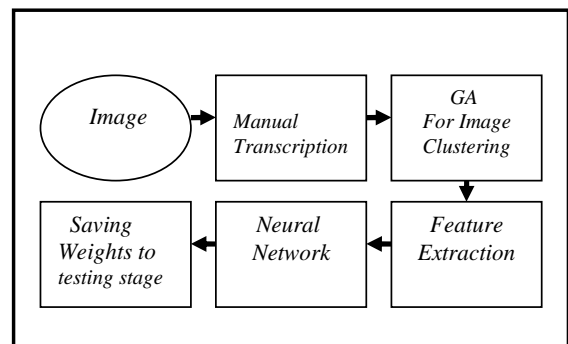 Image
Manual
Transcription
GA
For Image
Clustering
Saving
Weights to
testing stage
Neural
Network
Feature
Extraction